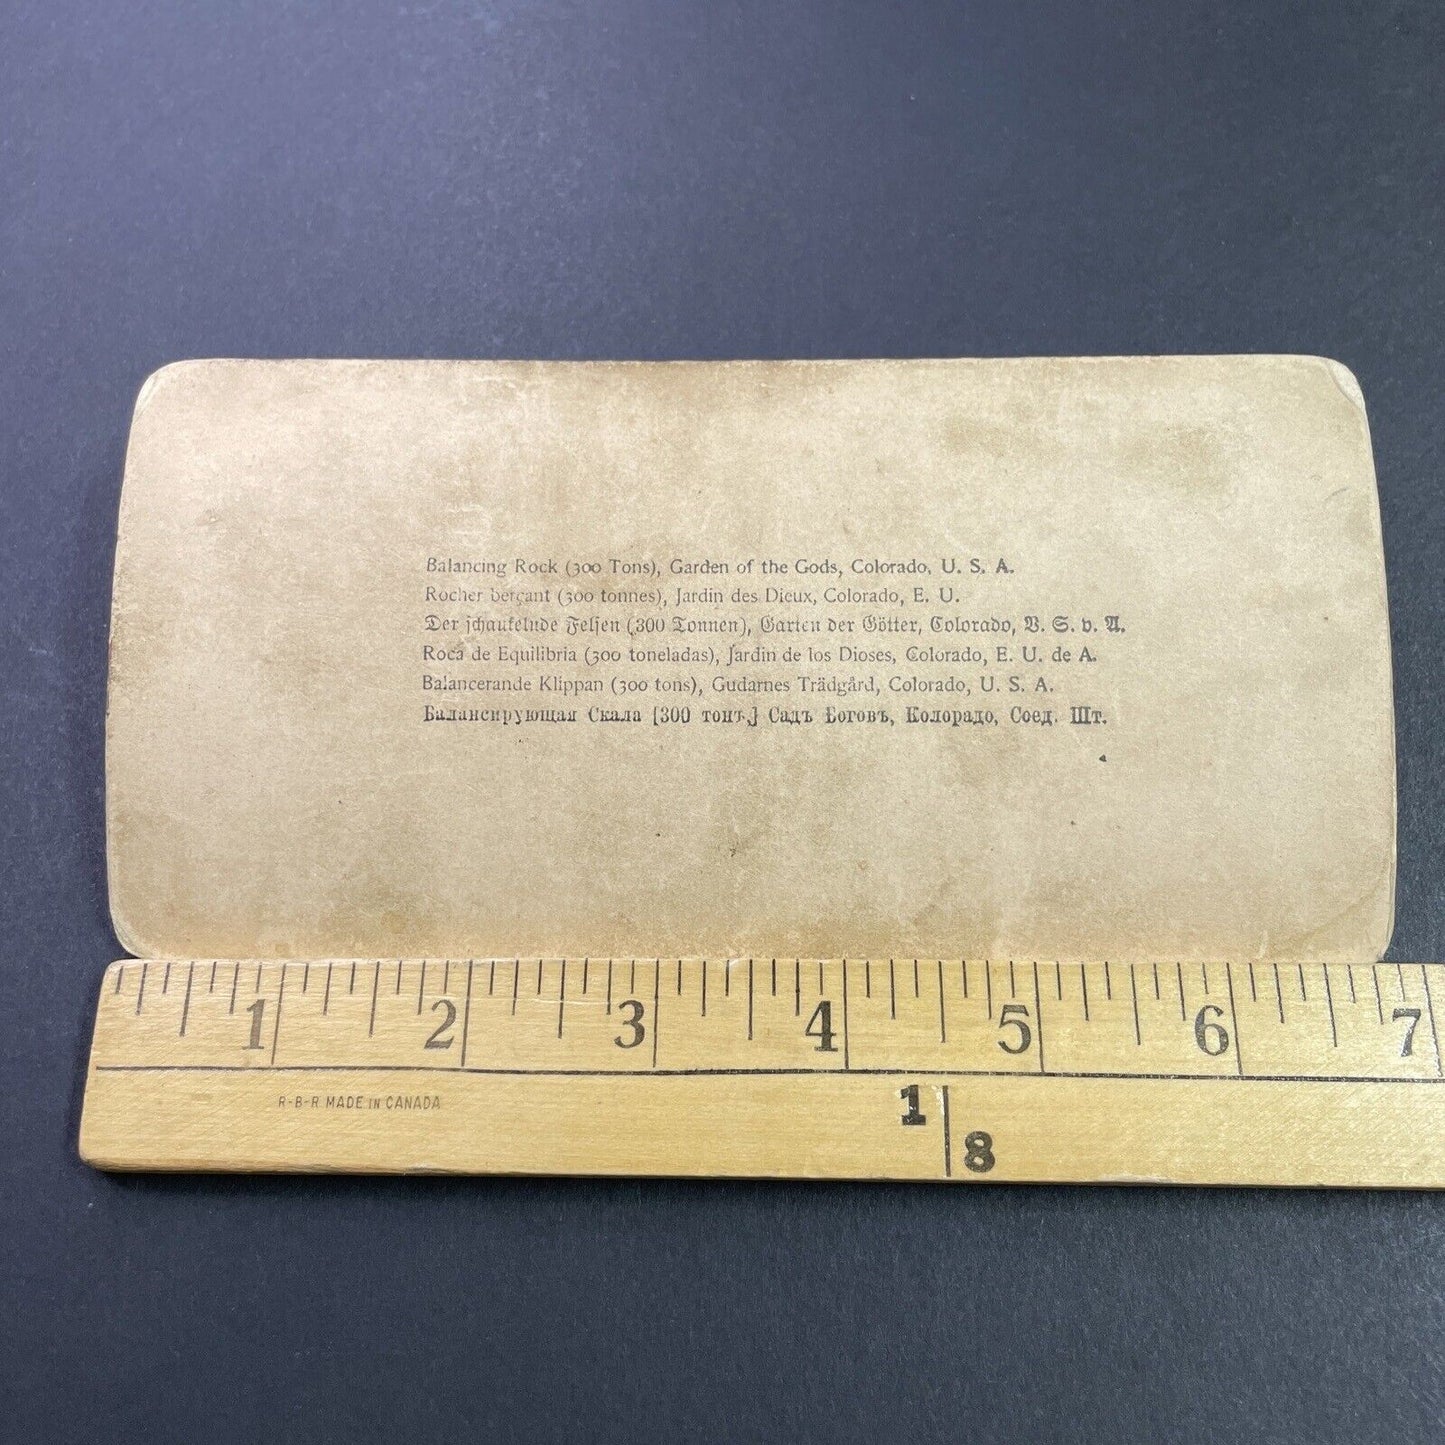 Balancing Rock (300 Tons), Garden of the Gods, Colorado, U. S. A.
Rocher berçant (300 tonnes), Jardin des Dieux, Colorado, E. U.
Der schaukelnde Felsen (300 Tonnen), Garten der Götter, Colorado, V. S. v. A.
Roca de Equilibria (300 toneladas), Jardin de los Dioses, Colorado, E. U. de A.
Balancerande Klippan (300 tons), Gudarnes Trädgård, Colorado, U. S. A.
Балансирующая Скала [300 тонъ,] Садъ Боговъ, Колорадо, Соед. Шт.
1 2 3 4 5 6 7
R-B-R MADE IN CANADA
1
8